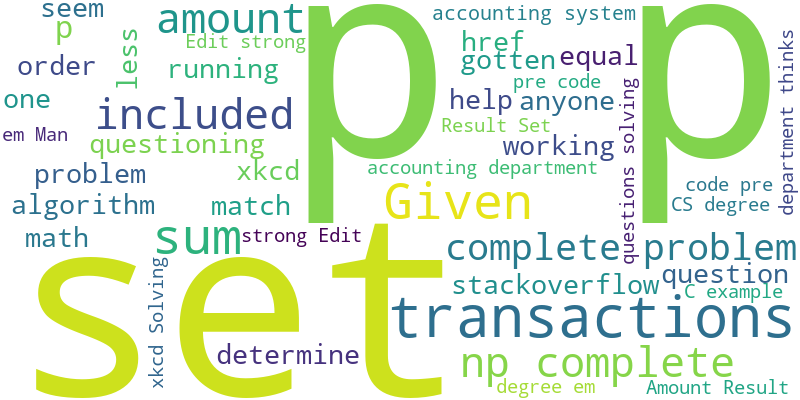 seem
p
amount
Edit strong
p p
accounting system
order
less
running
href
gotten
equal
pre code
one
included
help
anyone
department thinks
em Man
questioning
Result Set
working
questions solving
problem
xkcd
accounting department
algorithm
match
Given
code pre
CS degree
math
sum
strong Edit
complete problem
set
xkcd Solving
stackoverflow
question
C example
transactions
determine
np complete
degree em
Amount Result